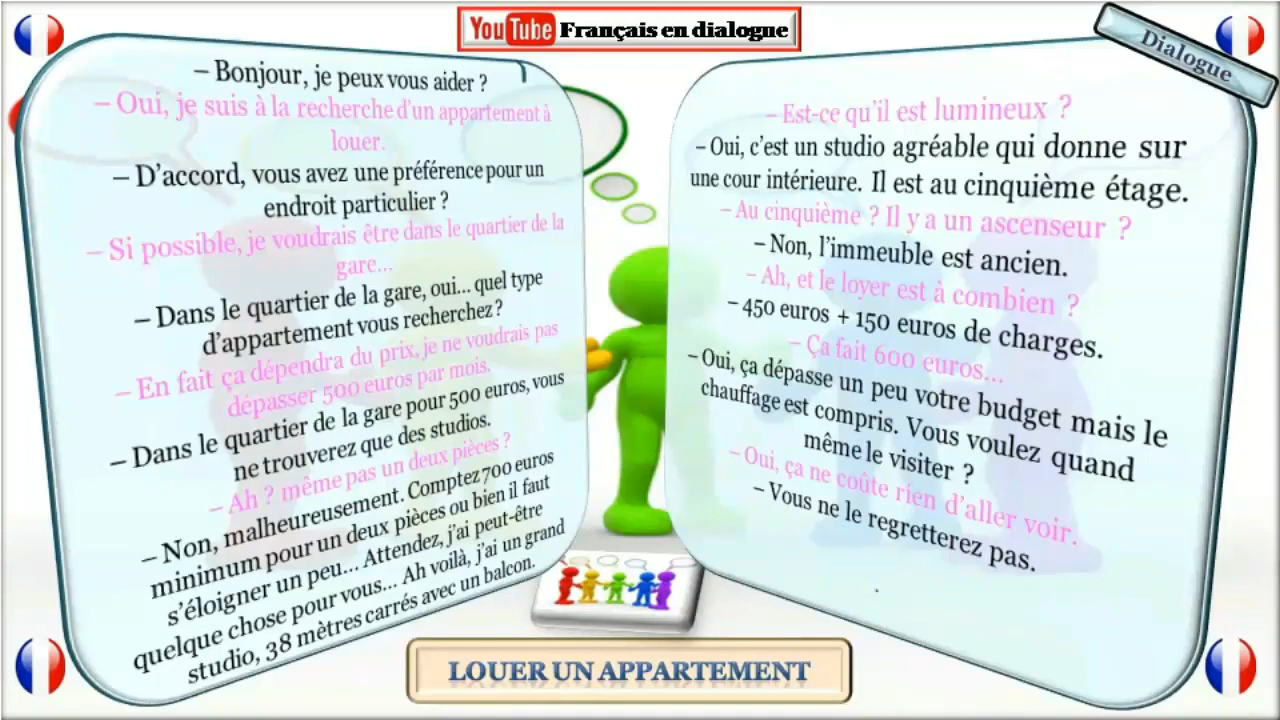 YouTube Français en dialogue
Dialogue
– Bonjour, je peux vous aider ?
– Oui, je suis à la recherche d'un appartement à
louer.
– D'accord, vous avez une préférence pour un
endroit particulier ?
– Si possible, je voudrais être dans le quartier de la
gare...
– Dans le quartier de la gare, oui... quel type
d'appartement vous recherchez ?
– En fait ça dépendra du prix, je ne voudrais pas
dépasser 500 euros par mois.
– Dans le quartier de la gare pour 500 euros, vous
ne trouverez que des studios.
– Ah ? même pas un deux pièces ?
– Non, malheureusement. Comptez 700 euros
minimum pour un deux pièces ou bien il faut
s'éloigner un peu... Attendez, j'ai peut-être
quelque chose pour vous... Ah voilà, j'ai un grand
studio, 38 mètres carrés avec un balcon.
– Est-ce qu'il est lumineux ?
– Oui, c'est un studio agréable qui donne sur
une cour intérieure. Il est au cinquième étage.
– Au cinquième ? Il y a un ascenseur ?
– Non, l'immeuble est ancien.
– Ah, et le loyer est à combien ?
– 450 euros + 150 euros de charges.
– Ça fait 600 euros...
– Oui, ça dépasse un peu votre budget mais le
chauffage est compris. Vous voulez quand
même le visiter ?
– Oui, ça ne coûte rien d'aller voir.
– Vous ne le regretterez pas.
LOUER UN APPARTEMENT